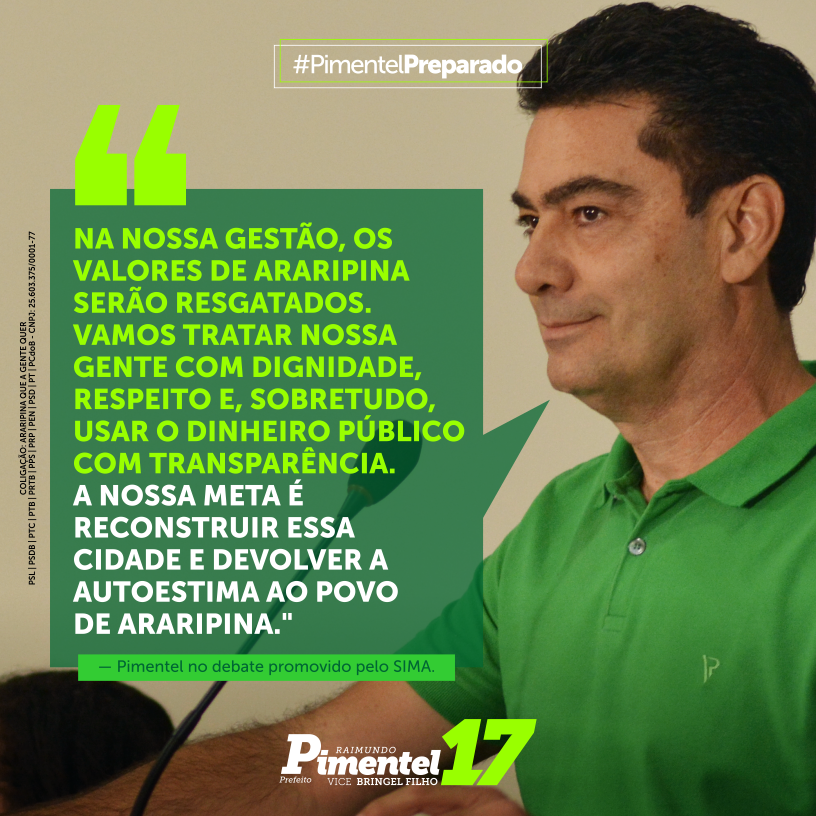 #PimentelPreparado
NA NOSSA GESTÃO, OS
VALORES DE ARARIPINA
SERÃO RESGATADOS.
VAMOS TRATAR NOSSA
GENTE COM DIGNIDADE,
RESPEITO E, SOBRETUDO,
USAR O DINHEIRO PÚBLICO
COM TRANSPARÊNCIA.
A NOSSA META É
RECONSTRUIR ESSA
CIDADE E DEVOLVER A
AUTOESTIMA AO POVO
DE ARARIPINA."
— Pimentel no debate promovido pelo SIMA.
COLIGAÇÃO: ARARIPINA QUE A GENTE QUER
PSL | PSDB | PTC | PTB | PRTB | PPS | PRP | PEN | PSD | PT | PCdoB - CNPJ: 25.603.375/0001-77
RAIMUNDO
Pimentel 17
Prefeito VICE BRINGEL FILHO